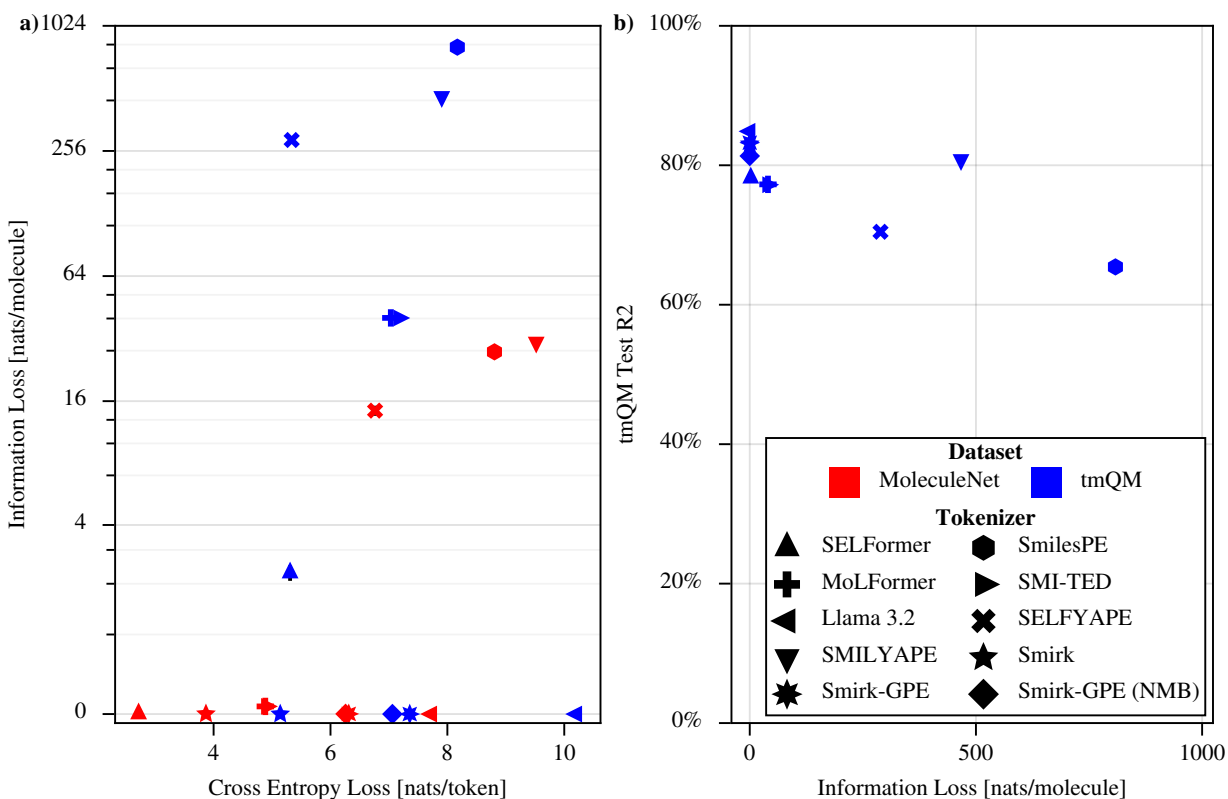 a)
1024
256
64
16
4
0
Information Loss [nats/molecule]
4
6
8
10
Cross Entropy Loss [nats/token]
b)
100%
80%
60%
40%
20%
0%
tmQM Test R2
0
500
1000
Information Loss [nats/molecule]
Dataset
MoleculeNet tmQM
Tokenizer
SELFormer SmilesPE
MoLFormer SMI-TED
Llama 3.2 SELFYAPE
SMILYAPE Smirk
Smirk-GPE Smirk-GPE (NMB)